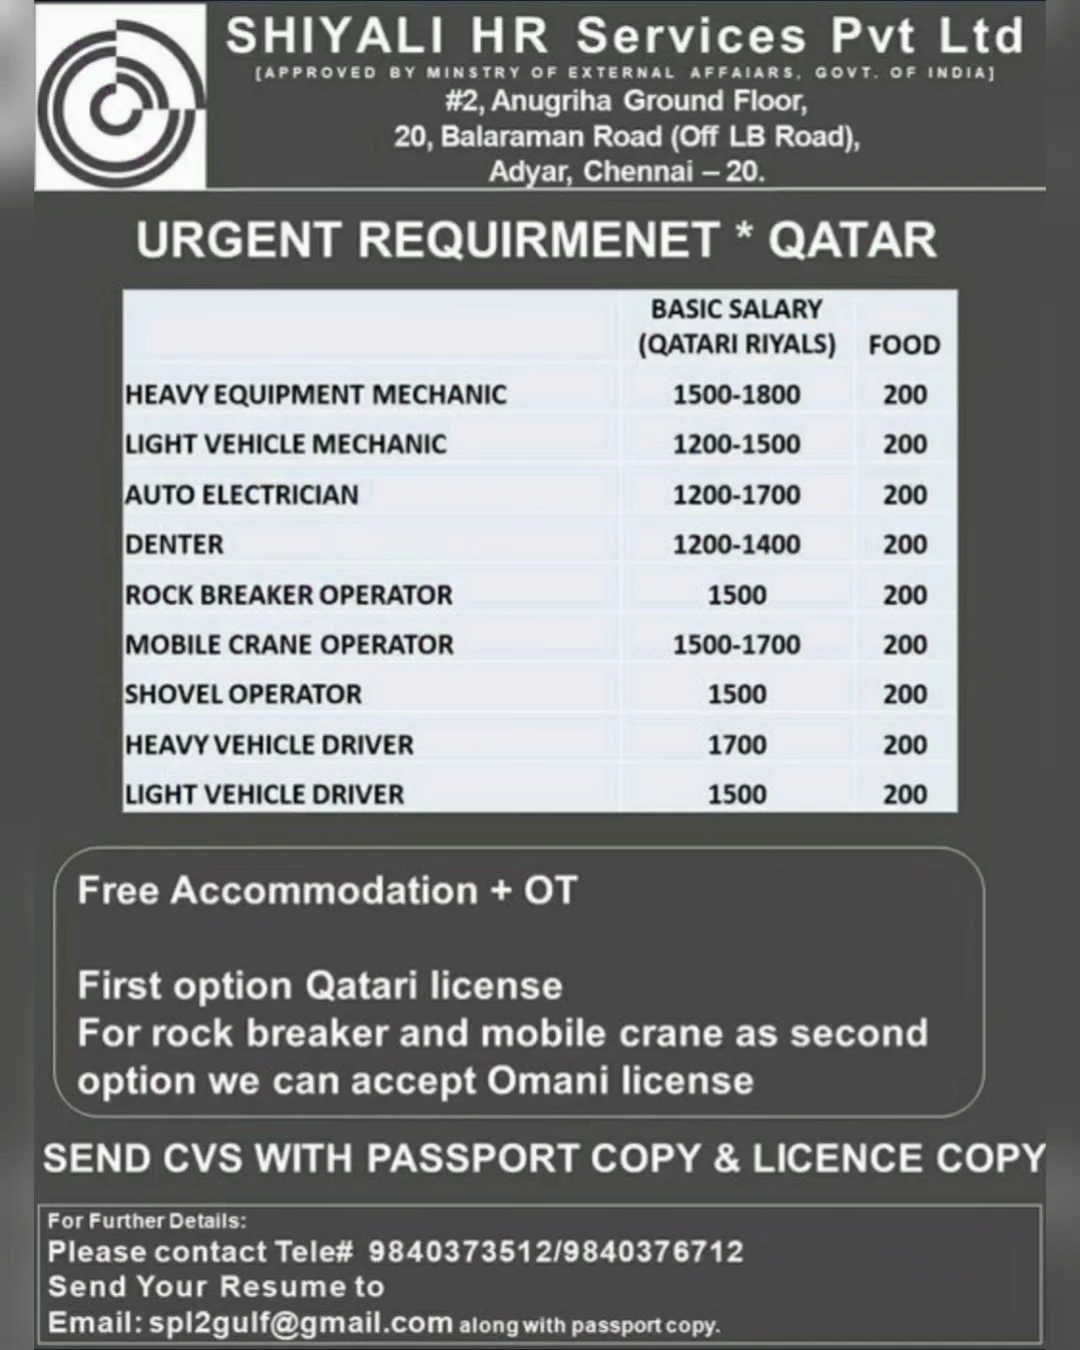 SHIYALI HR Services Pvt Ltd
[APPROVED BY MINSTRY OF EXTERNAL AFFAIARS, GOVT. OF INDIA]
#2, Anugriha Ground Floor,
20, Balaraman Road (Off LB Road),
Adyar, Chennai – 20.
URGENT REQUIRMENET * QATAR
BASIC SALARY
(QATARI RIYALS) FOOD
HEAVY EQUIPMENT MECHANIC 1500-1800 200
LIGHT VEHICLE MECHANIC 1200-1500 200
AUTO ELECTRICIAN 1200-1700 200
DENTER 1200-1400 200
ROCK BREAKER OPERATOR 1500 200
MOBILE CRANE OPERATOR 1500-1700 200
SHOVEL OPERATOR 1500 200
HEAVY VEHICLE DRIVER 1700 200
LIGHT VEHICLE DRIVER 1500 200
Free Accommodation + OT
First option Qatari license
For rock breaker and mobile crane as second
option we can accept Omani license
SEND CVS WITH PASSPORT COPY & LICENCE COPY
For Further Details:
Please contact Tele# 9840373512/9840376712
Send Your Resume to
Email: spl2gulf@gmail.com along with passport copy.